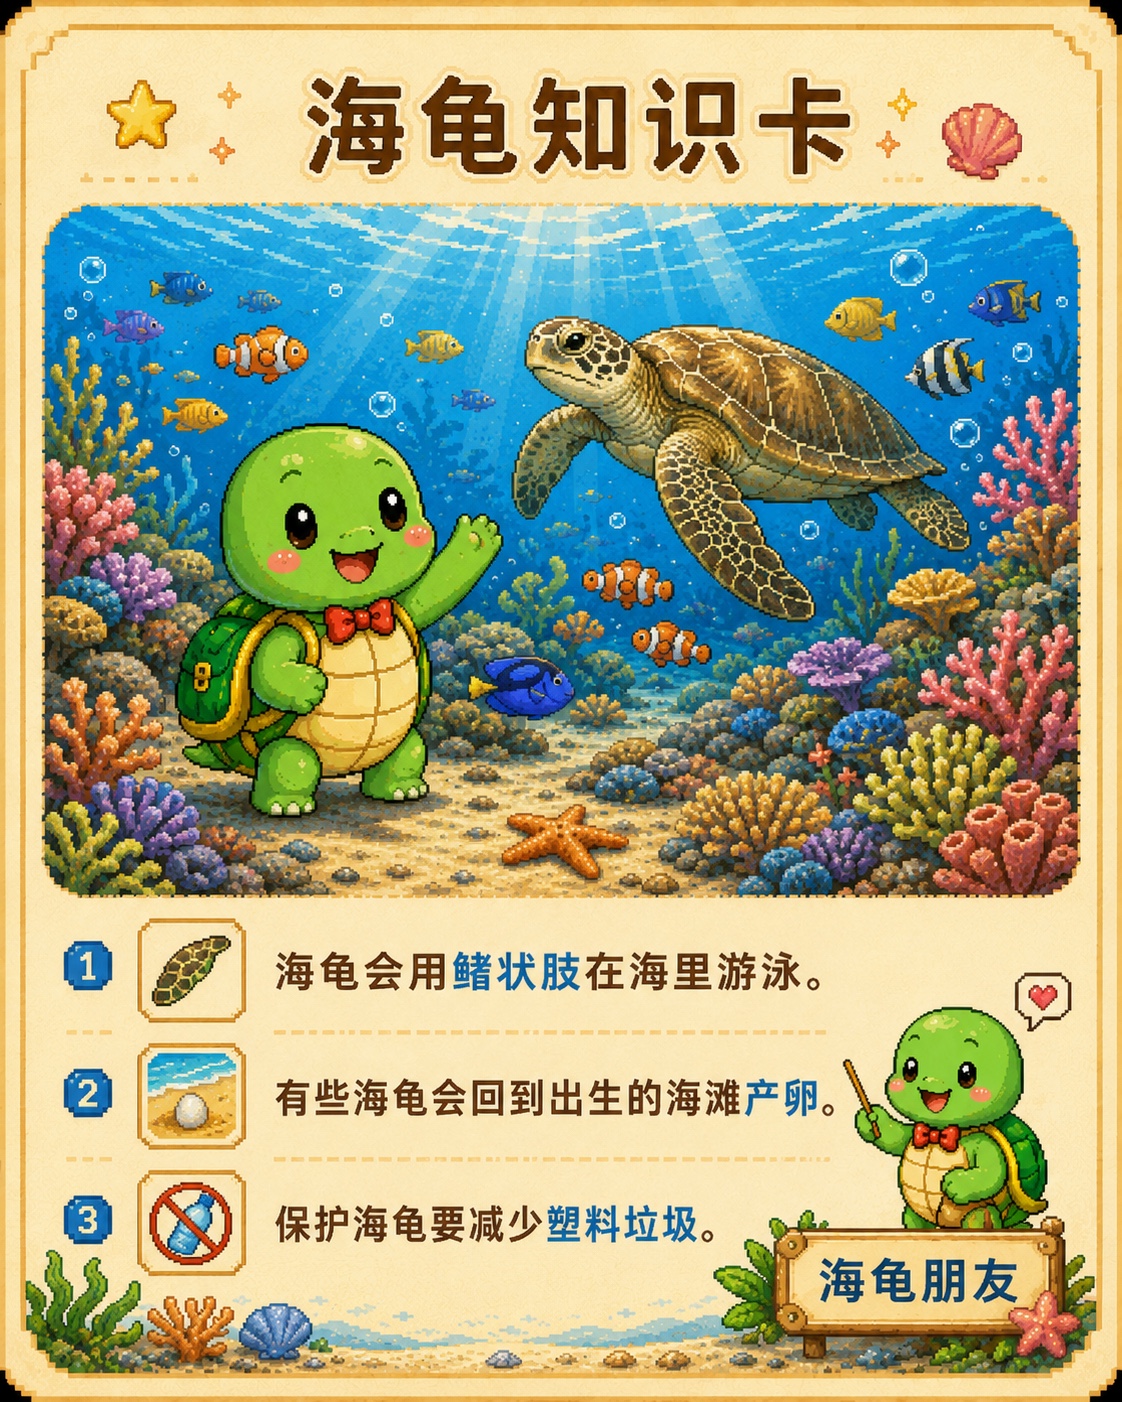 海龟知识卡
1 海龟会用鳍状肢在海里游泳。
2 有些海龟会回到出生的海滩产卵。
3 保护海龟要减少塑料垃圾。
海龟朋友